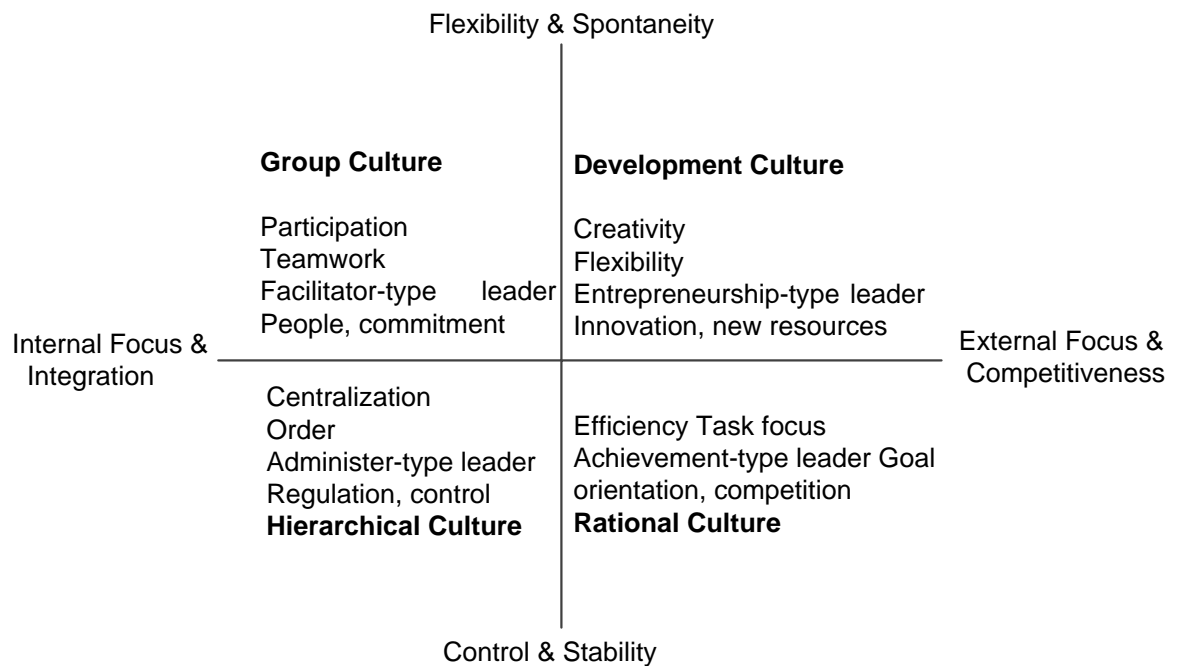 Flexibility & Spontaneity
Group Culture
Participation
Teamwork
Facilitator-type leader
People, commitment
Development Culture
Creativity
Flexibility
Entrepreneurship-type leader
Innovation, new resources
Internal Focus &
Integration
External Focus &
Competitiveness
Centralization
Order
Administer-type leader
Regulation, control
Hierarchical Culture
Efficiency Task focus
Achievement-type leader Goal
orientation, competition
Rational Culture
Control & Stability